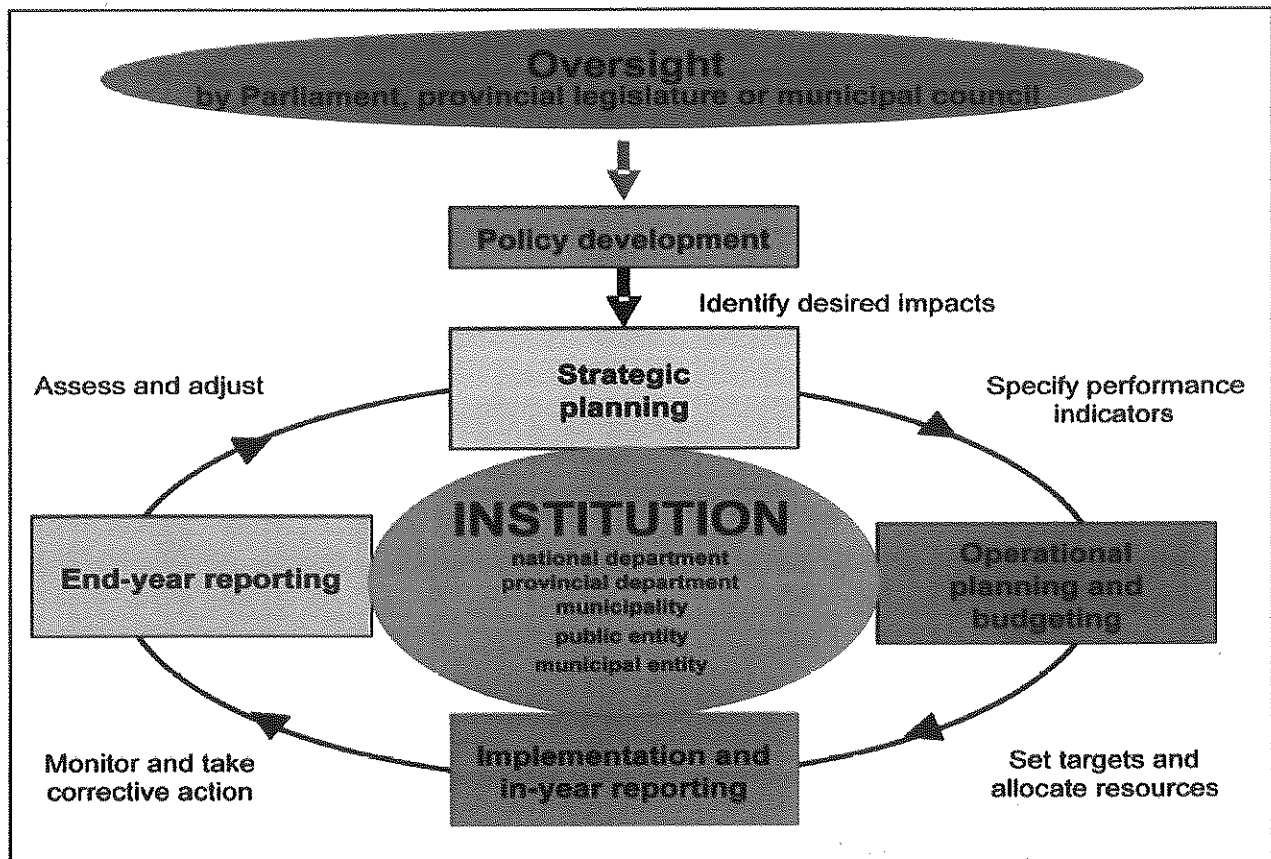 Oversight
by Parliament, provincial legislature or municipal council
Policy development
Identify desired impacts
Strategic
planning
Assess and adjust
Specify performance
indicators
INSTITUTION
national department
provincial department
municipality
public entity
municipal entity
End-year reporting
Operational
planning and
budgeting
Implementation and
in-year reporting
Monitor and take
corrective action
Set targets and
allocate resources